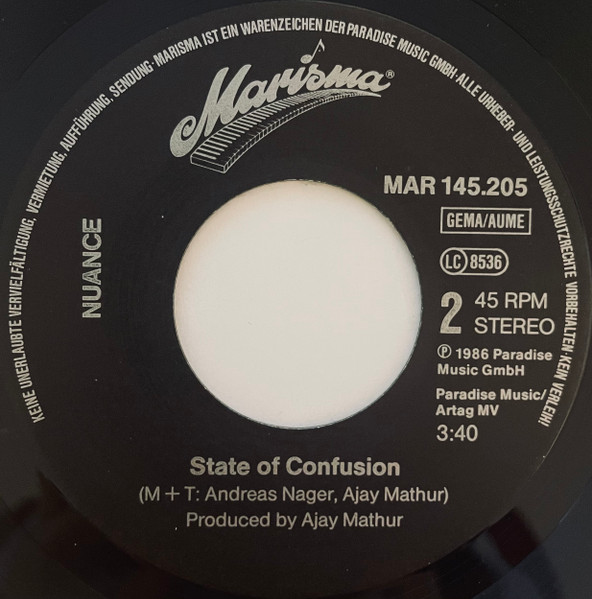 KEINE UNERLAUBTE VERVIELFÄLTIGUNG, VERMIETUNG, AUFFÜHRUNG, SENDUNG · MARISMA IST EIN WARENZEICHEN DER PARADISE MUSIC GMBH · ALLE URHEBER- UND LEISTUNGSSCHUTZRECHTE VORBEHALTEN · KEIN VERLEIH!
Marisma®
MAR 145.205
GEMA/AUME
LC 8536
NUANCE
2 45 RPM
STEREO
℗ 1986 Paradise
Music GmbH
Paradise Music/
Artag MV
3:40
State of Confusion
(M + T: Andreas Nager, Ajay Mathur)
Produced by Ajay Mathur